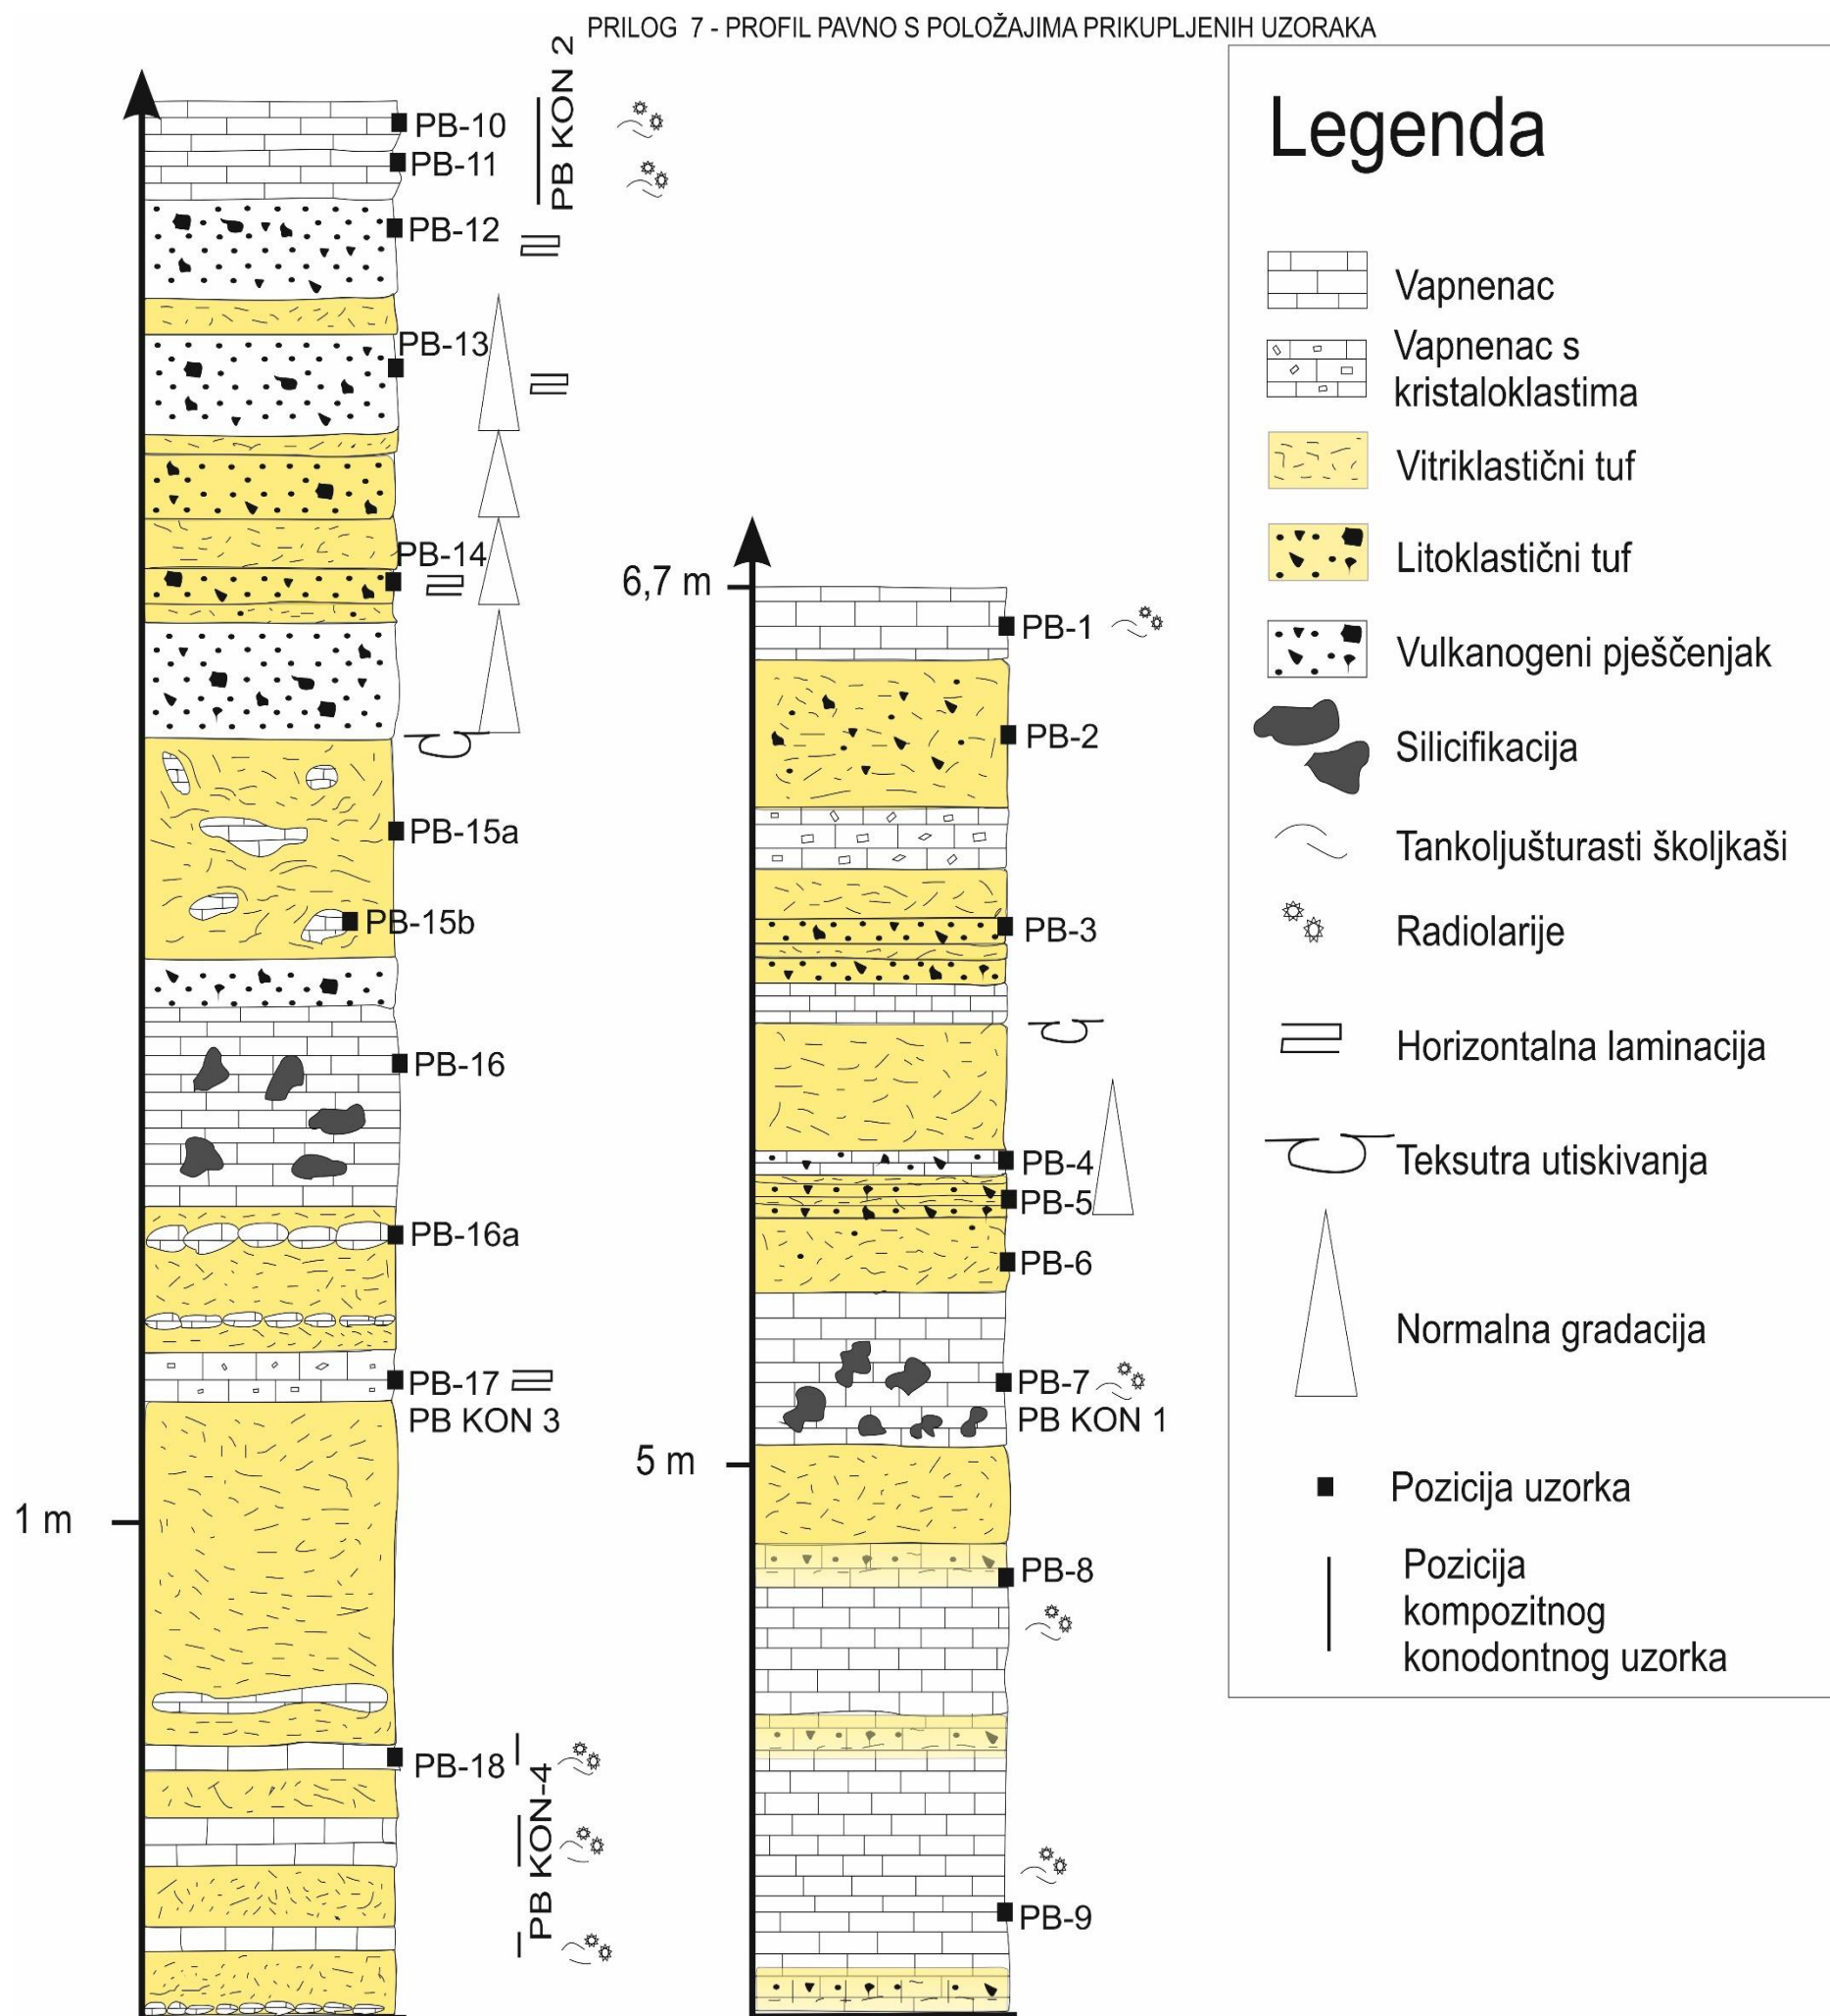 PRILOG  7 - PROFIL PAVNO S POLOŽAJIMA PRIKUPLJENIH UZORAKA
PB-10
PB-11
PB KON 2
PB-12
PB-13
PB-14
PB-15a
PB-15b
PB-16
PB-16a
PB-17
PB KON 3
1 m
PB-18
PB KON-4
6,7 m
PB-1
PB-2
PB-3
PB-4
PB-5
PB-6
PB-7
PB KON 1
5 m
PB-8
PB-9
Legenda
Vapnenac
Vapnenac s
kristaloklastima
Vitriklastični tuf
Litoklastični tuf
Vulkanogeni pješčenjak
Silicifikacija
Tankoljušturasti školjkaši
Radiolarije
Horizontalna laminacija
Teksutra utiskivanja
Normalna gradacija
Pozicija uzorka
Pozicija
kompozitnog
konodontnog uzorka